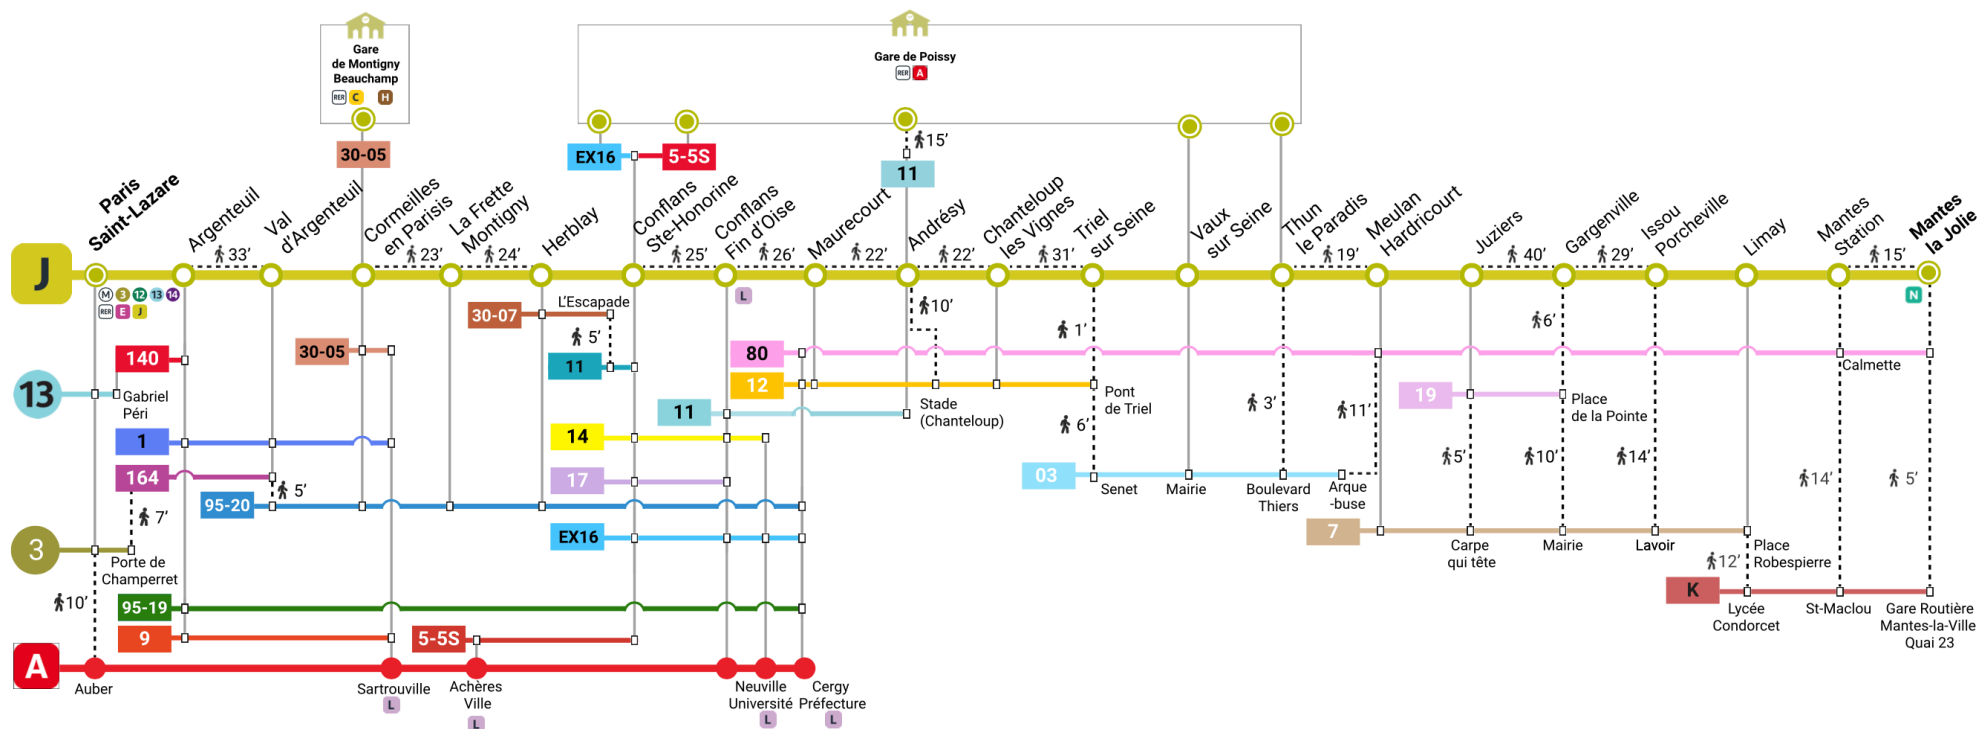 Gare
de Montigny
Beauchamp
RER C H
Gare de Poissy
RER A
30-05
EX16
5-5S
15’
11
Paris
Saint-Lazare
Argenteuil
Val
d’Argenteuil
Cormeilles
en Parisis
La Frette
Montigny
Herblay
Conflans
Ste-Honorine
Conflans
Fin d’Oise
Maurecourt
Andrésy
Chanteloup
les Vignes
Triel
sur Seine
Vaux
sur Seine
Thun
le Paradis
Meulan
Hardricourt
Juziers
Gargenville
Issou
Porcheville
Limay
Mantes
Station
Mantes
la Jolie
33’
23’
24’
25’
26’
22’
22’
31’
19’
40’
29’
15’
J
M 3 12 13 14
RER E J
L
N
30-07
L’Escapade
10’
1’
6’
5’
30-05
140
11
80
Calmette
12
Pont
de Triel
13
Gabriel
Péri
11
Stade
(Chanteloup)
3’
11’
19
Place
de la Pointe
1
14
6’
5’
10’
14’
14’
5’
164
5’
17
03
Senet
Mairie
Boulevard
Thiers
Arque
-buse
95-20
7’
3
Porte de
Champerret
EX16
7
Carpe
qui tête
Mairie
Lavoir
Place
Robespierre
12’
K
Lycée
Condorcet
St-Maclou
Gare Routière
Mantes-la-Ville
Quai 23
10’
95-19
9
5-5S
A
Auber
Sartrouville
L
Achères
Ville
L
Neuville
Université
L
Cergy
Préfecture
L